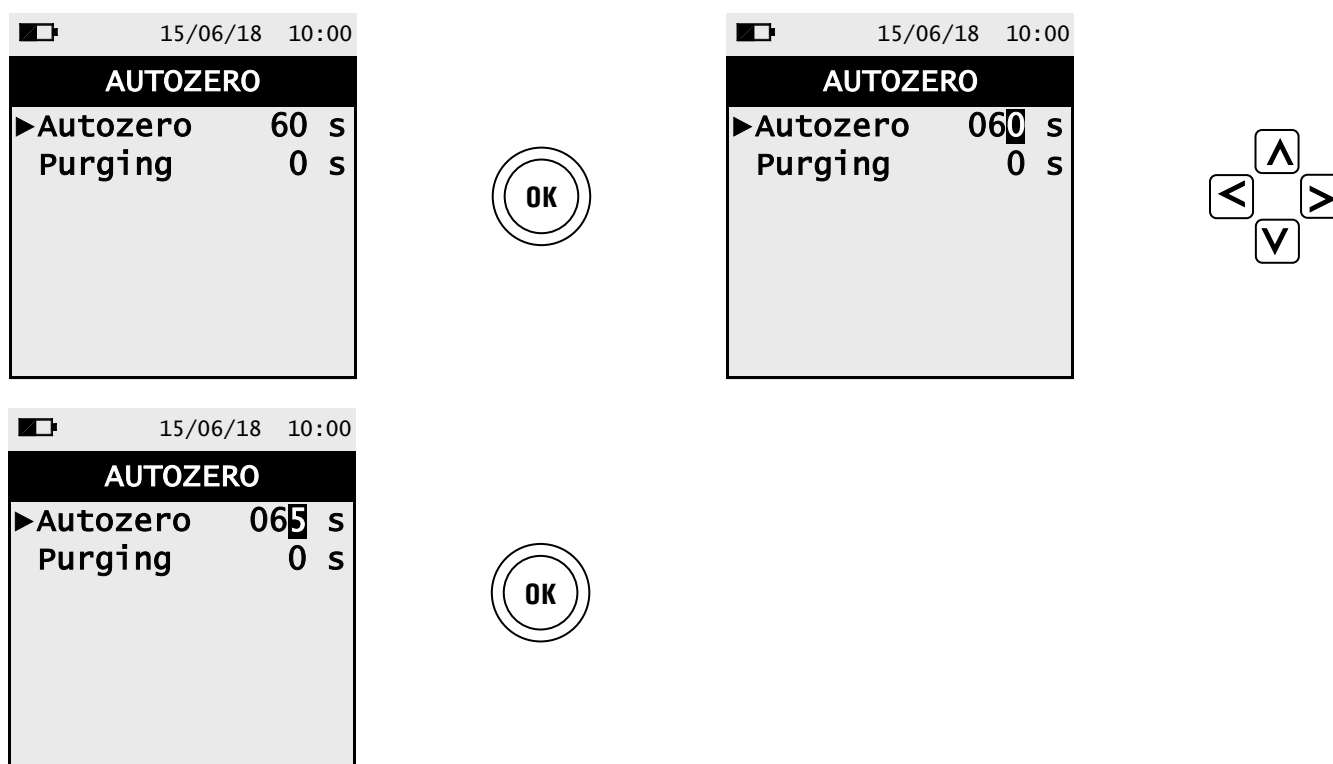 15/06/18 10:00
AUTOZERO
►Autozero 60 s
Purging 0 s
OK
15/06/18 10:00
AUTOZERO
►Autozero 060 s
Purging 0 s
15/06/18 10:00
AUTOZERO
►Autozero 065 s
Purging 0 s
OK